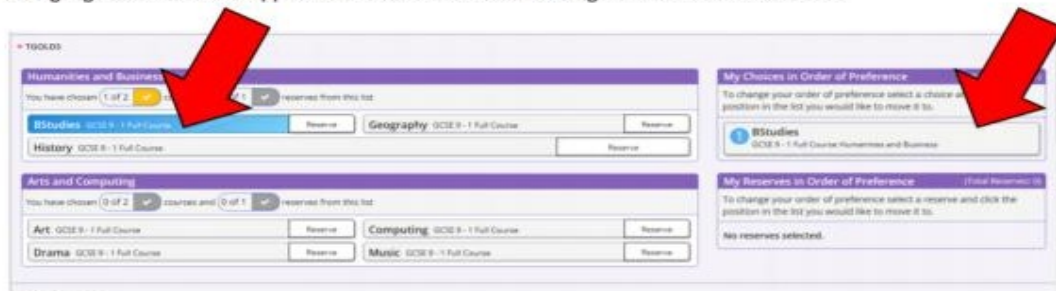 TGOLDS
Humanities and Business
You have chosen 1 of 2 of 1 reserves from this list
BStudies GCSE 9 - 1 Full Course Reserve Geography GCSE 9 - 1 Full Course Reserve
History GCSE 9 - 1 Full Course Reserve
Arts and Computing
You have chosen 0 of 2 courses and 0 of 1 reserves from this list
Art GCSE 9 - 1 Full Course Reserve Computing GCSE 9 - 1 Full Course Reserve
Drama GCSE 9 - 1 Full Course Reserve Music GCSE 9 - 1 Full Course Reserve
My Choices in Order of Preference
To change your order of preference select a choice
position in the list you would like to move it to.
1 BStudies
GCSE 9 - 1 Full Course Humanities and Business
My Reserves in Order of Preference (Total Reserves: 0)
To change your order of preference select a reserve and click the
position in the list you would like to move it to.
No reserves selected.